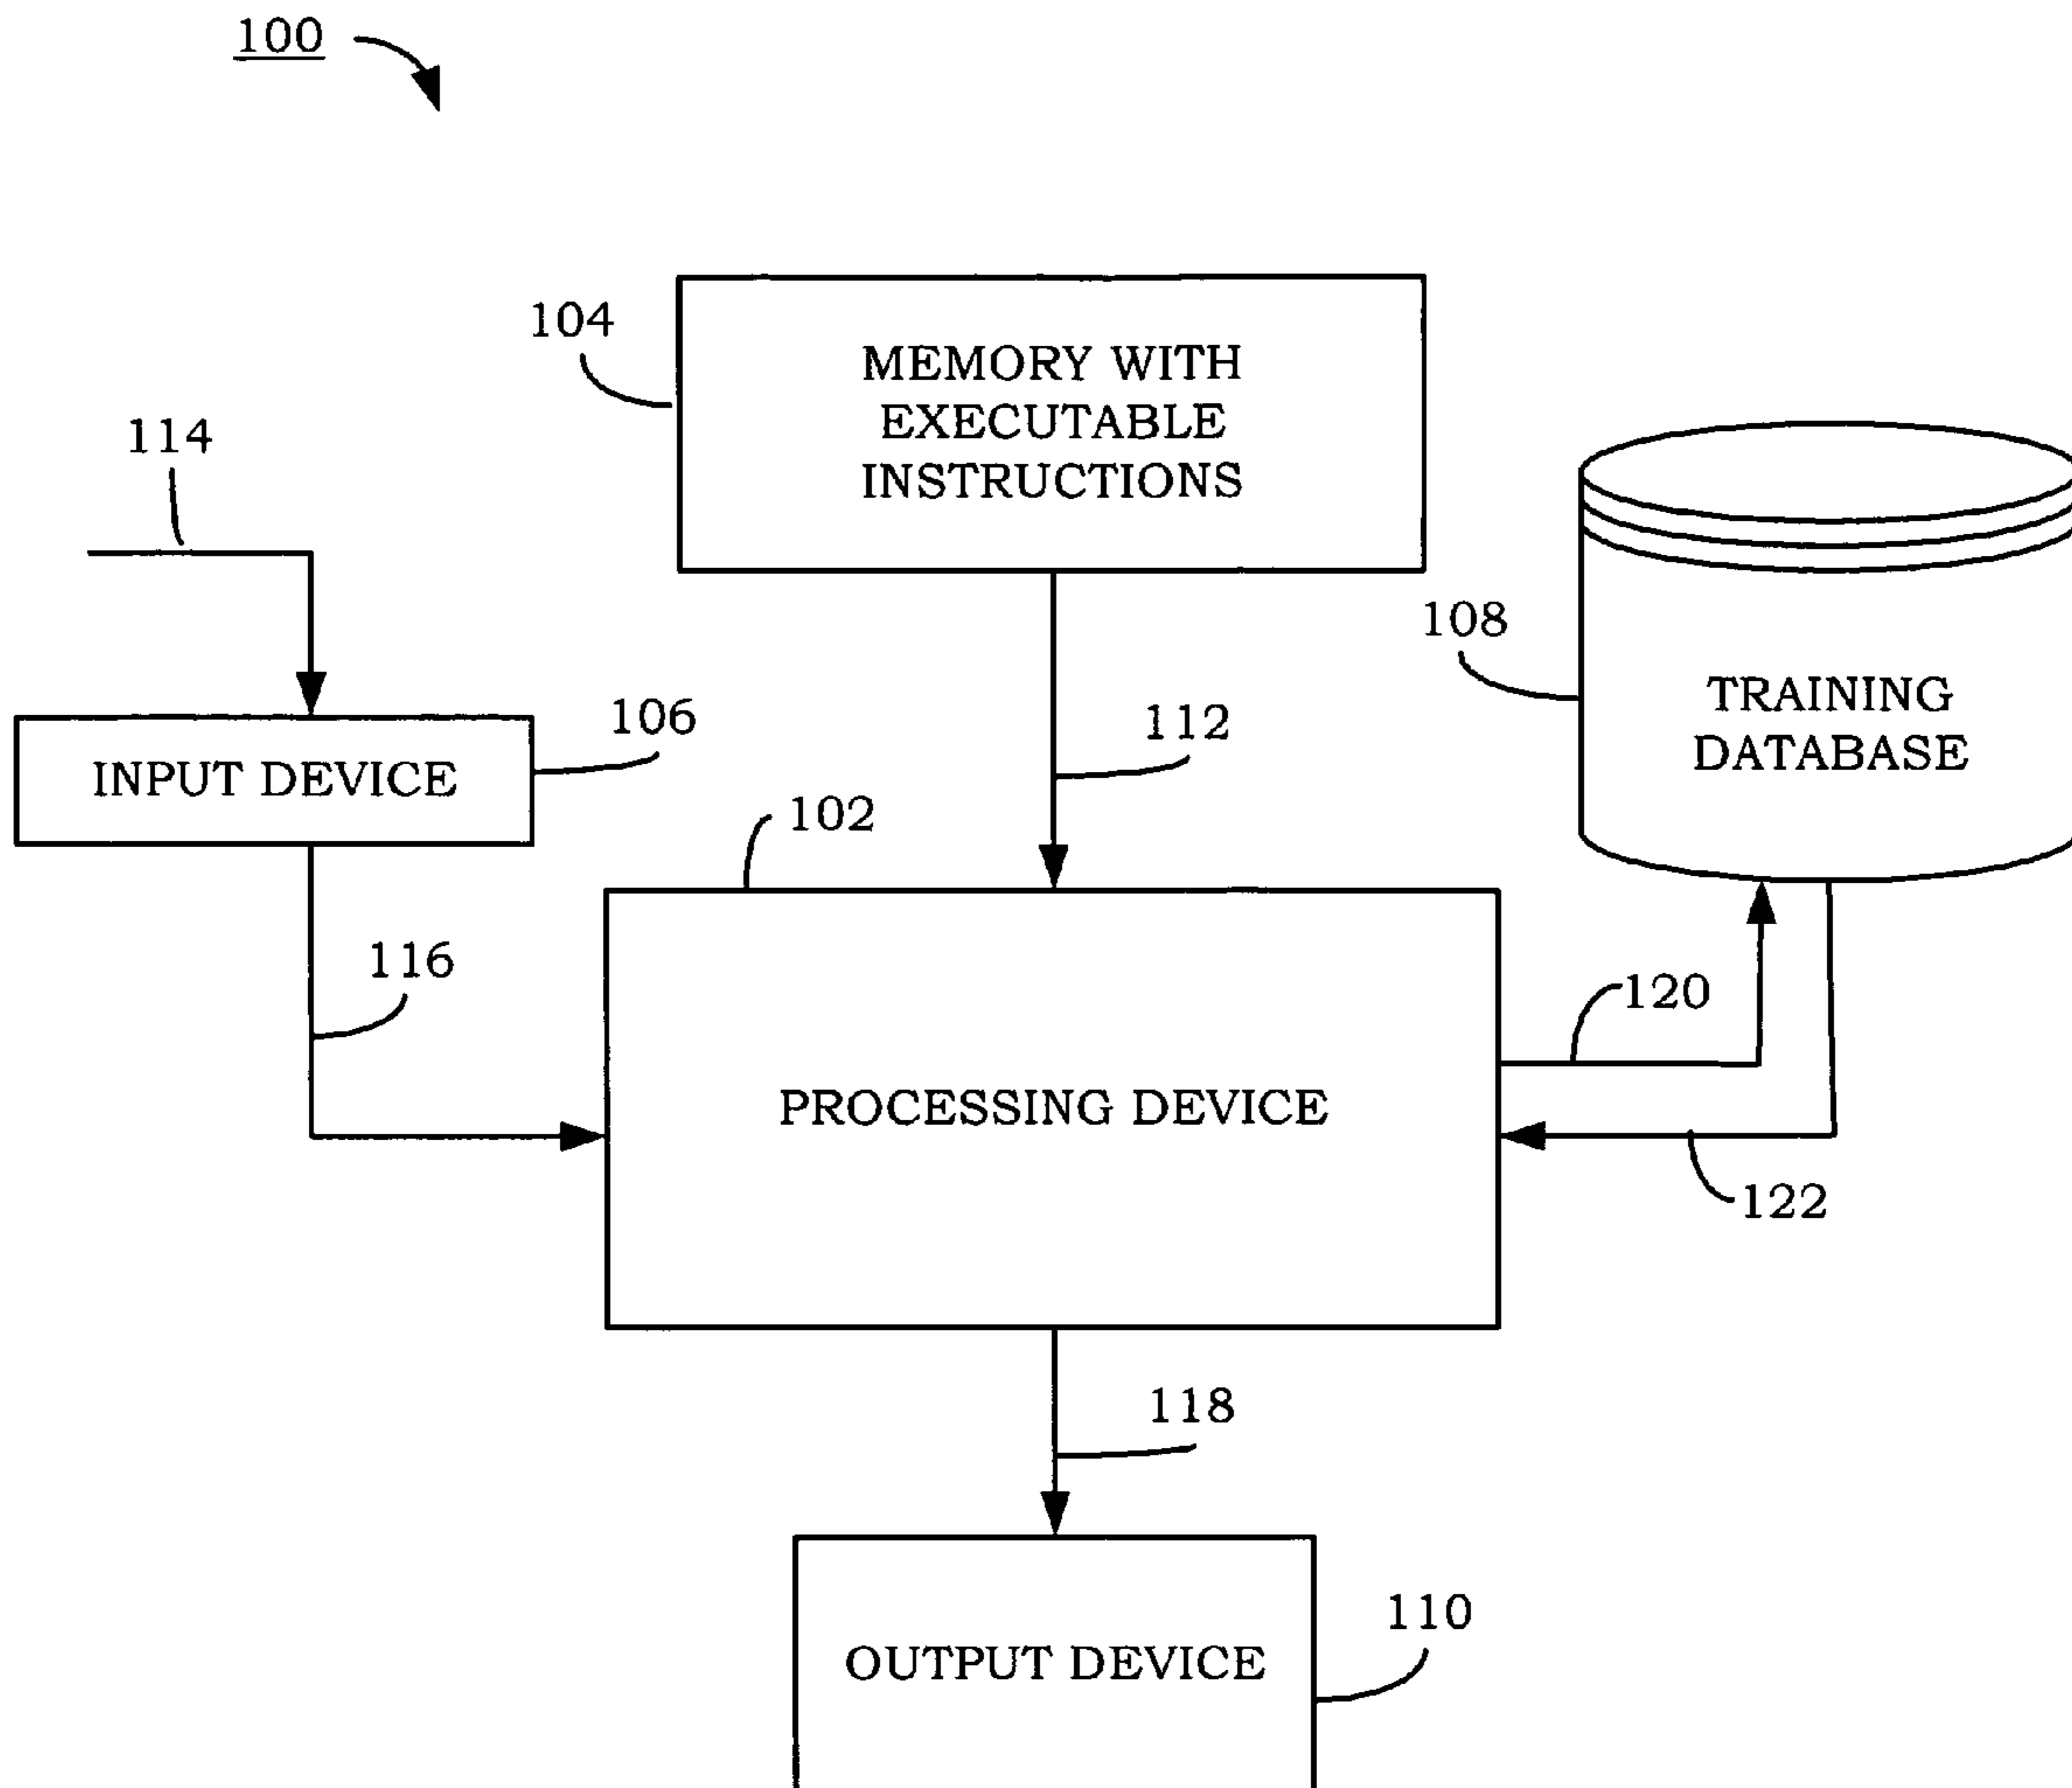 100
104
MEMORY WITH
EXECUTABLE
INSTRUCTIONS
114
108
TRAINING
DATABASE
106
112
INPUT DEVICE
102
116
120
PROCESSING DEVICE
122
118
110
OUTPUT DEVICE